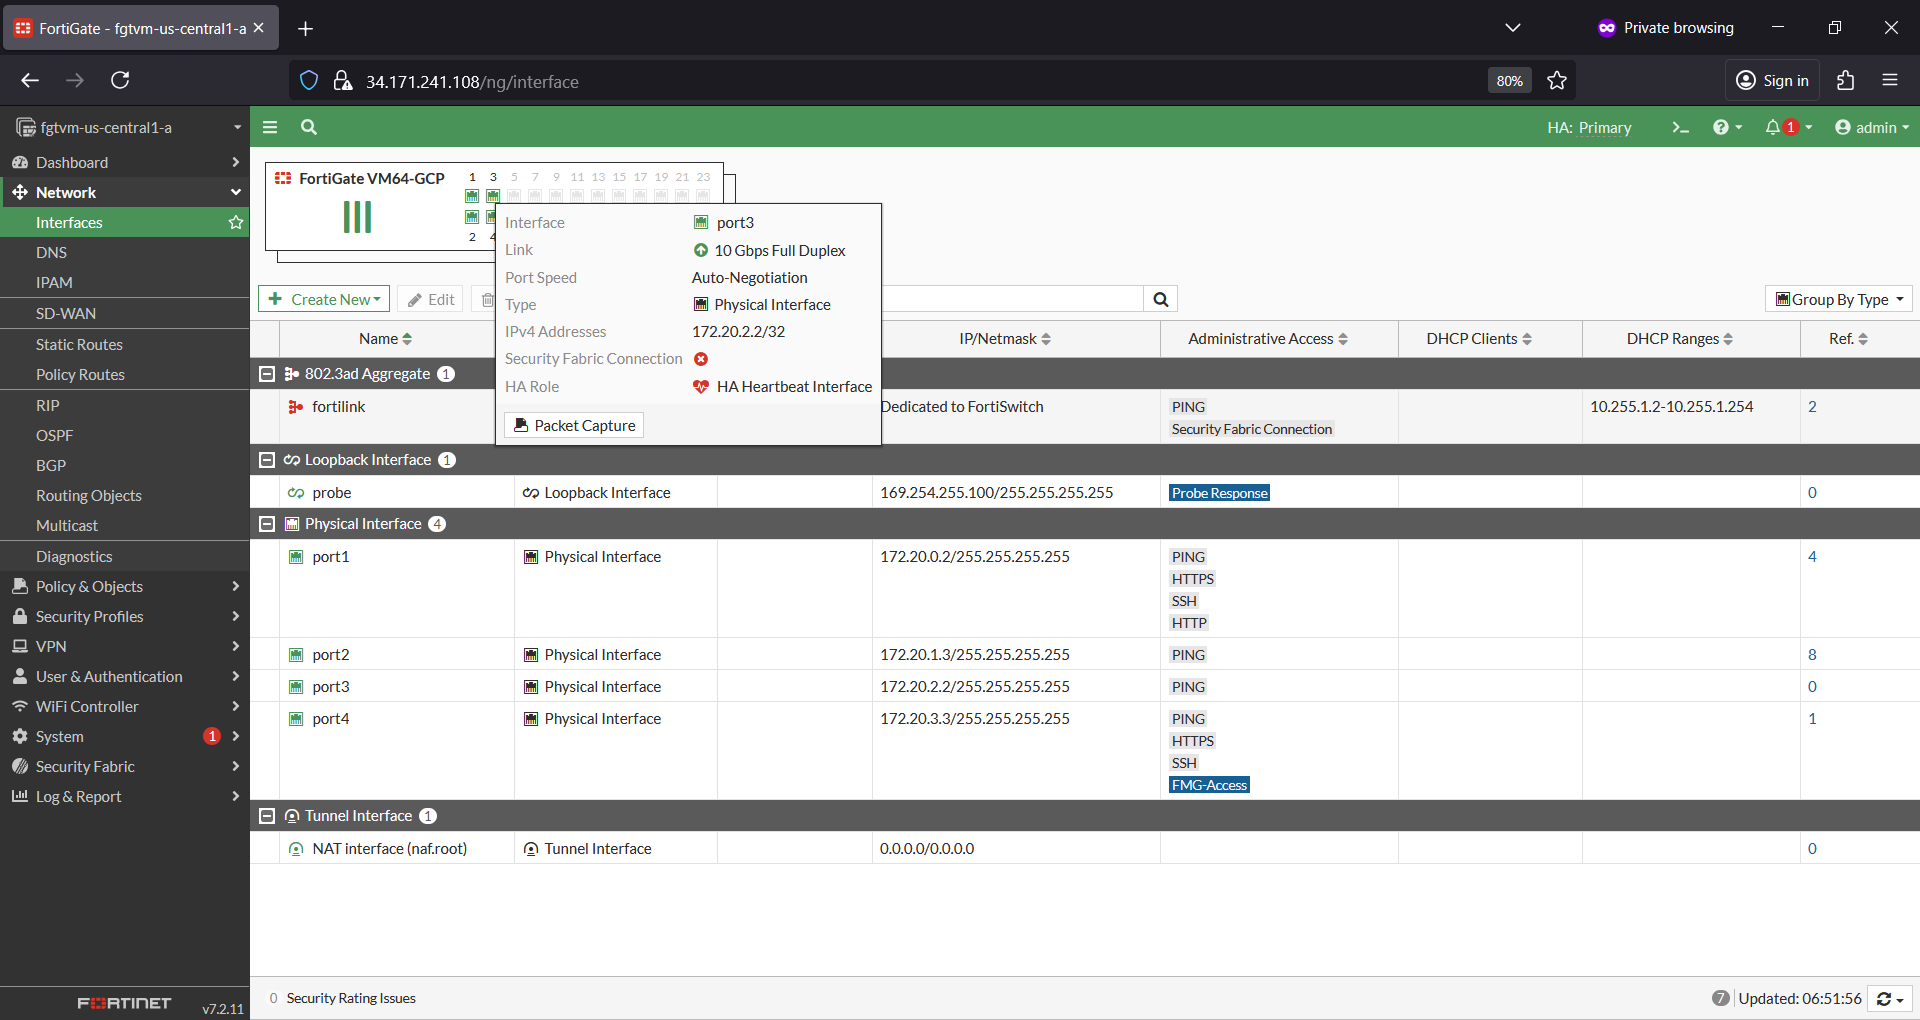 FortiGate - fgtvm-us-central1-a
Private browsing
34.171.241.108/ng/interface
80%
Sign in
fgtvm-us-central1-a
HA: Primary
>_
?
1
admin
Dashboard
Network
Interfaces
DNS
IPAM
SD-WAN
Static Routes
Policy Routes
RIP
OSPF
BGP
Routing Objects
Multicast
Diagnostics
Policy & Objects
Security Profiles
VPN
User & Authentication
WiFi Controller
System 1
Security Fabric
Log & Report
FORTINET v7.2.11
FortiGate VM64-GCP
1 3 5 7 9 11 13 15 17 19 21 23
2 4
Interface port3
Link 10 Gbps Full Duplex
Port Speed Auto-Negotiation
Type Physical Interface
IPv4 Addresses 172.20.2.2/32
Security Fabric Connection
HA Role HA Heartbeat Interface
Packet Capture
Create New Edit
Group By Type
Name IP/Netmask Administrative Access DHCP Clients DHCP Ranges Ref.
802.3ad Aggregate 1
fortilink Dedicated to FortiSwitch PING 10.255.1.2-10.255.1.254 2
Security Fabric Connection
Loopback Interface 1
probe Loopback Interface 169.254.255.100/255.255.255.255 Probe Response 0
Physical Interface 4
port1 Physical Interface 172.20.0.2/255.255.255.255 PING 4
HTTPS
SSH
HTTP
port2 Physical Interface 172.20.1.3/255.255.255.255 PING 8
port3 Physical Interface 172.20.2.2/255.255.255.255 PING 0
port4 Physical Interface 172.20.3.3/255.255.255.255 PING 1
HTTPS
SSH
FMG-Access
Tunnel Interface 1
NAT interface (naf.root) Tunnel Interface 0.0.0.0/0.0.0.0 0
0 Security Rating Issues
7 Updated: 06:51:56